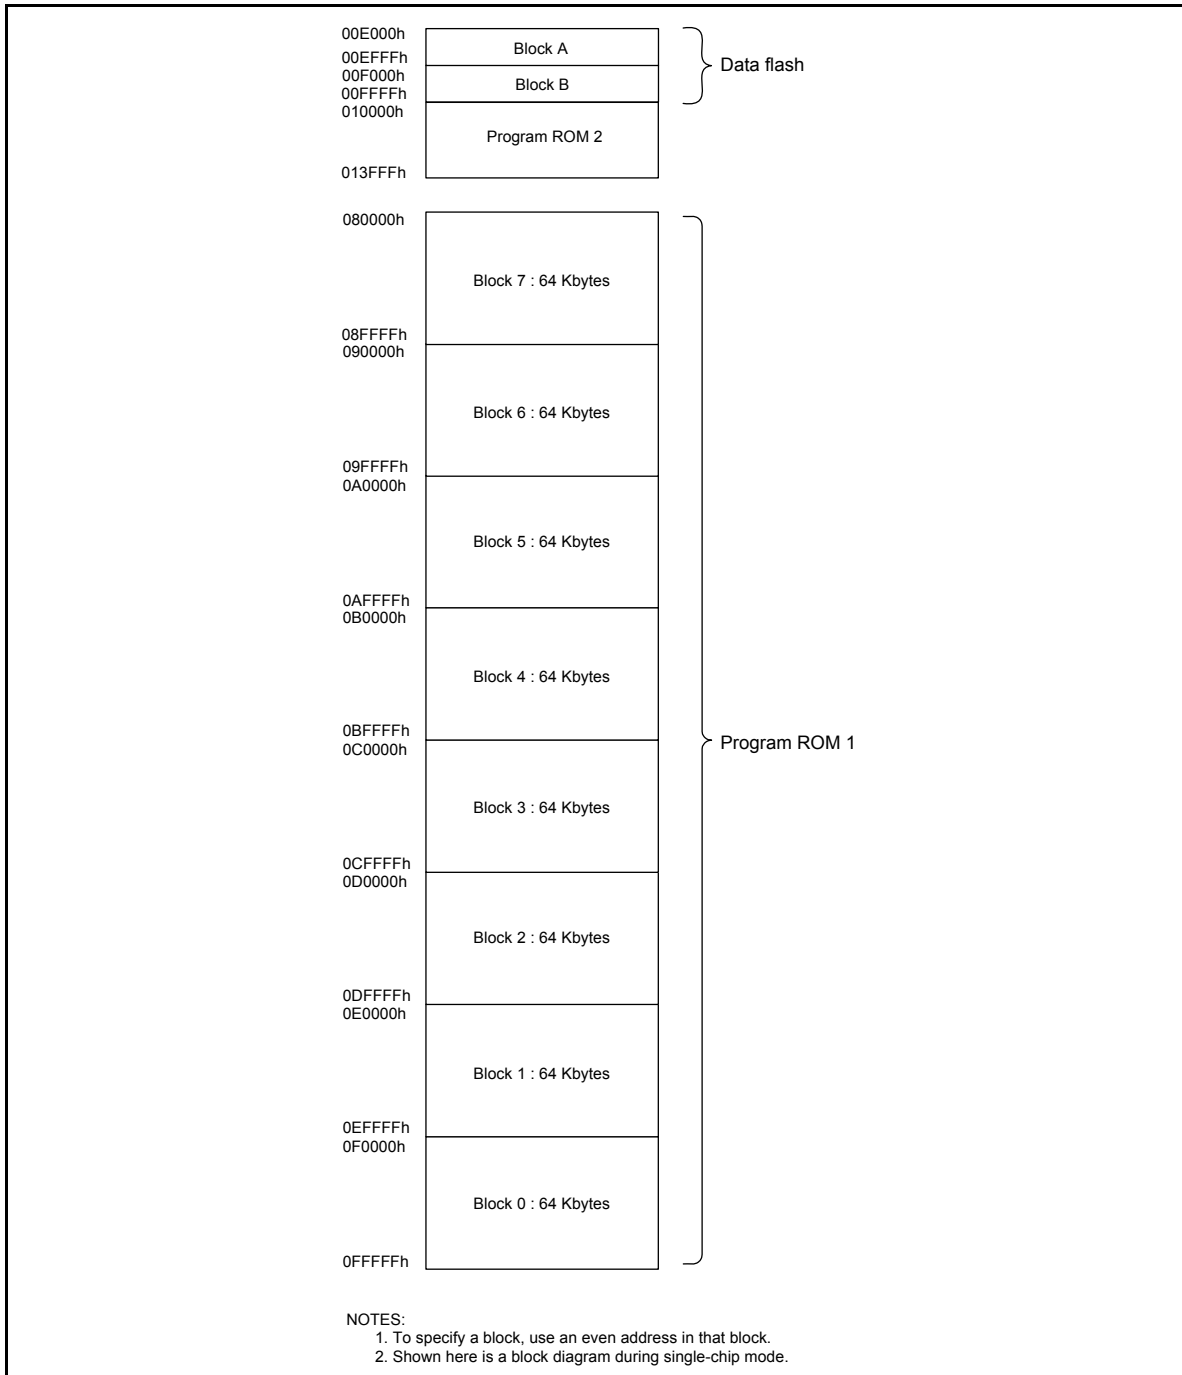 00E000h
Block A
00EFFFh
Data flash
00F000h
Block B
00FFFFh
010000h
Program ROM 2
013FFFh
080000h
Block 7 : 64 Kbytes
08FFFFh
090000h
Block 6 : 64 Kbytes
09FFFFh
0A0000h
Block 5 : 64 Kbytes
0AFFFFh
0B0000h
Block 4 : 64 Kbytes
0BFFFFh
Program ROM 1
0C0000h
Block 3 : 64 Kbytes
0CFFFFh
0D0000h
Block 2 : 64 Kbytes
0DFFFFh
0E0000h
Block 1 : 64 Kbytes
0EFFFFh
0F0000h
Block 0 : 64 Kbytes
0FFFFFh
NOTES:
1. To specify a block, use an even address in that block.
2. Shown here is a block diagram during single-chip mode.